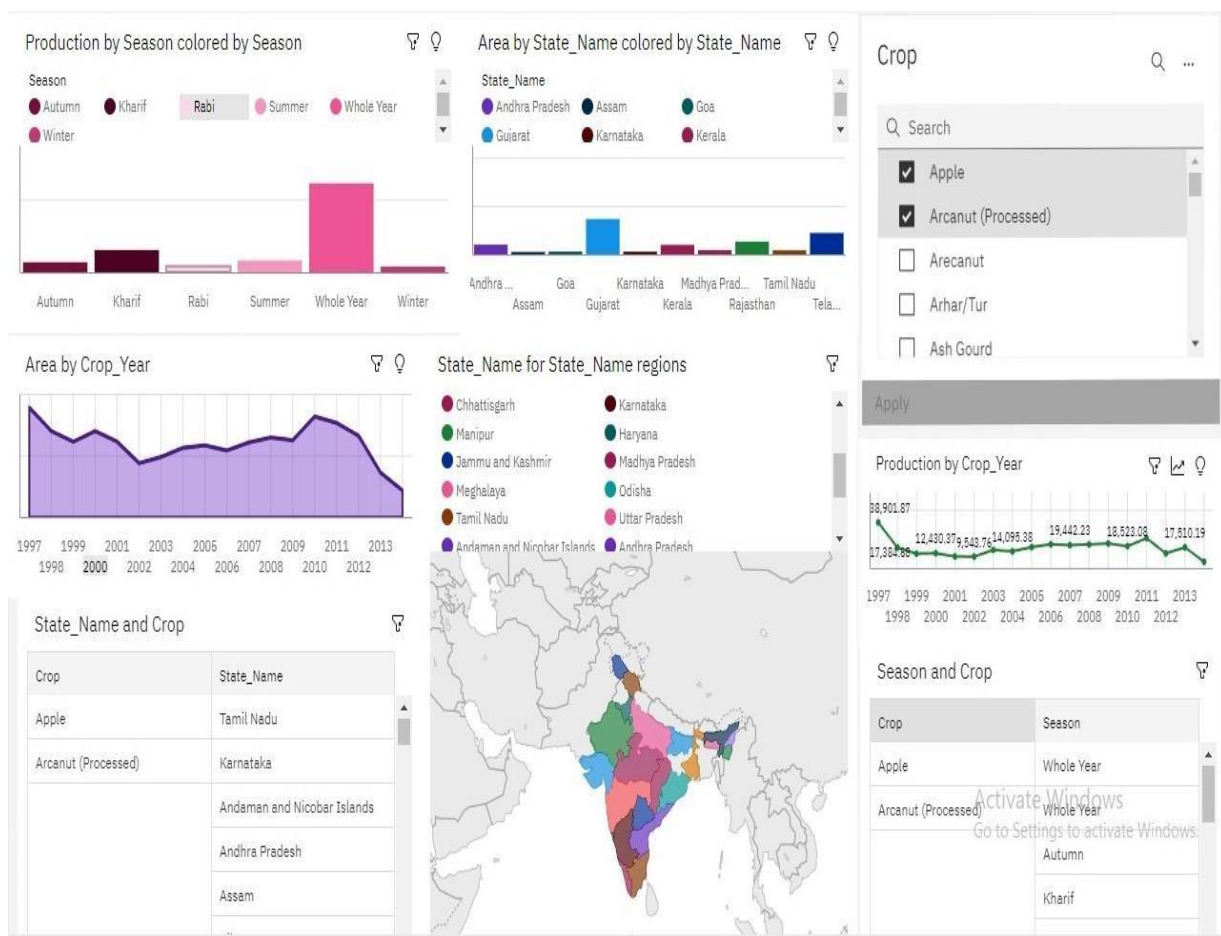 Production by Season colored by Season
Season
Autumn Kharif Rabi Summer Whole Year
Winter
Autumn Kharif Rabi Summer Whole Year Winter
Area by State_Name colored by State_Name
State_Name
Andhra Pradesh Assam Goa
Gujarat Karnataka Kerala
Andhra ... Goa Karnataka Madhya Prad... Tamil Nadu
Assam Gujarat Kerala Rajasthan Tela...
Crop
...
Search
Apple
Arcanut (Processed)
Arecanut
Arhar/Tur
Ash Gourd
Apply
Area by Crop_Year
1997 1999 2001 2003 2005 2007 2009 2011 2013
1998 2000 2002 2004 2006 2008 2010 2012
State_Name for State_Name regions
Chhattisgarh Karnataka
Manipur Haryana
Jammu and Kashmir Madhya Pradesh
Meghalaya Odisha
Tamil Nadu Uttar Pradesh
Andaman and Nicobar Islands Andhra Pradesh
Production by Crop_Year
38,901.87
17,384.86 12,430.37 9,543.76 14,095.38 19,442.23 18,523.08 17,510.19
1997 1999 2001 2003 2005 2007 2009 2011 2013
1998 2000 2002 2004 2006 2008 2010 2012
State_Name and Crop
Crop State_Name
Apple Tamil Nadu
Arcanut (Processed) Karnataka
Andaman and Nicobar Islands
Andhra Pradesh
Assam
Season and Crop
Crop Season
Apple Whole Year
Arcanut (Processed) Whole Year
Autumn
Kharif
Activate Windows
Go to Settings to activate Windows.